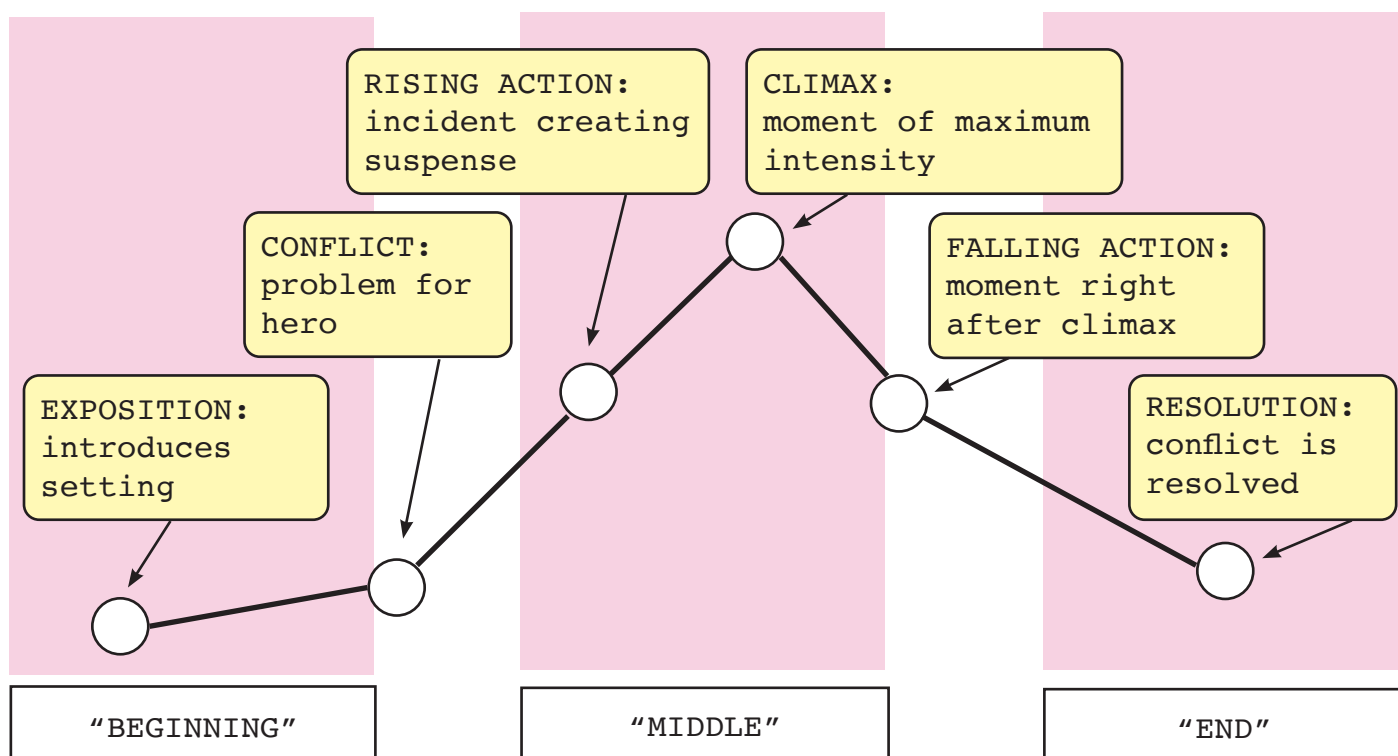 EXPOSITION:
introduces
setting
CONFLICT:
problem for
hero
RISING ACTION:
incident creating
suspense
CLIMAX:
moment of maximum
intensity
FALLING ACTION:
moment right
after climax
RESOLUTION:
conflict is
resolved
“BEGINNING”
“MIDDLE”
“END”